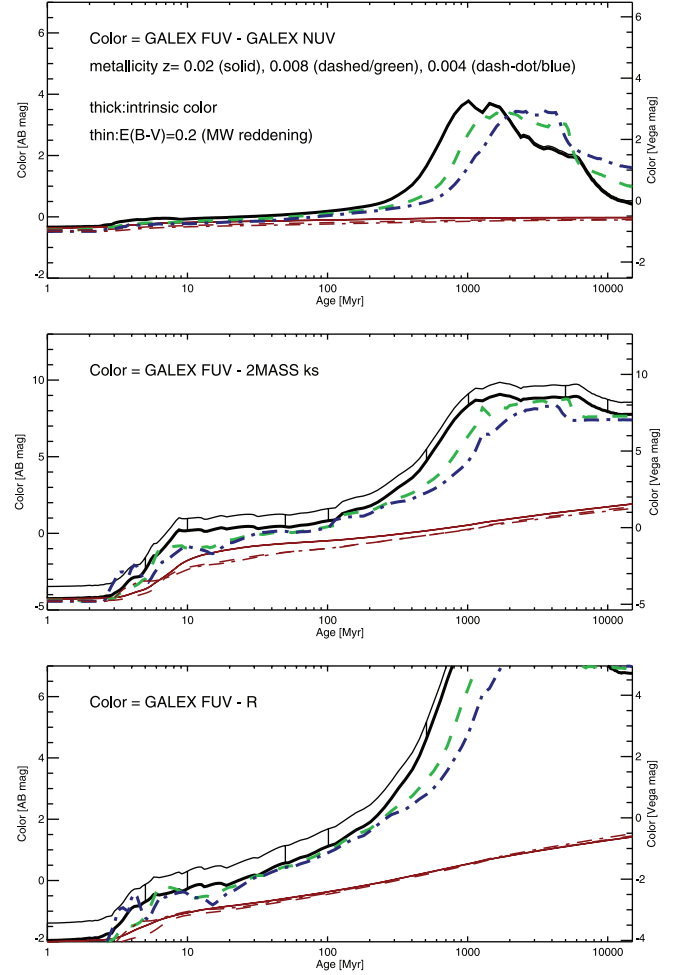 Color = GALEX FUV - GALEX NUV
metallicity z= 0.02 (solid), 0.008 (dashed/green), 0.004 (dash-dot/blue)
thick:intrinsic color
thin:E(B-V)=0.2 (MW reddening)
Color [AB mag]
6
4
2
0
-2
Color [Vega mag]
6
4
2
0
-2
1
10
100
1000
10000
Age [Myr]
Color = GALEX FUV - 2MASS ks
Color [AB mag]
10
5
0
-5
Color [Vega mag]
10
5
0
-5
1
10
100
1000
10000
Age [Myr]
Color = GALEX FUV - R
Color [AB mag]
6
4
2
0
-2
Color [Vega mag]
4
2
0
-2
-4
1
10
100
1000
10000
Age [Myr]